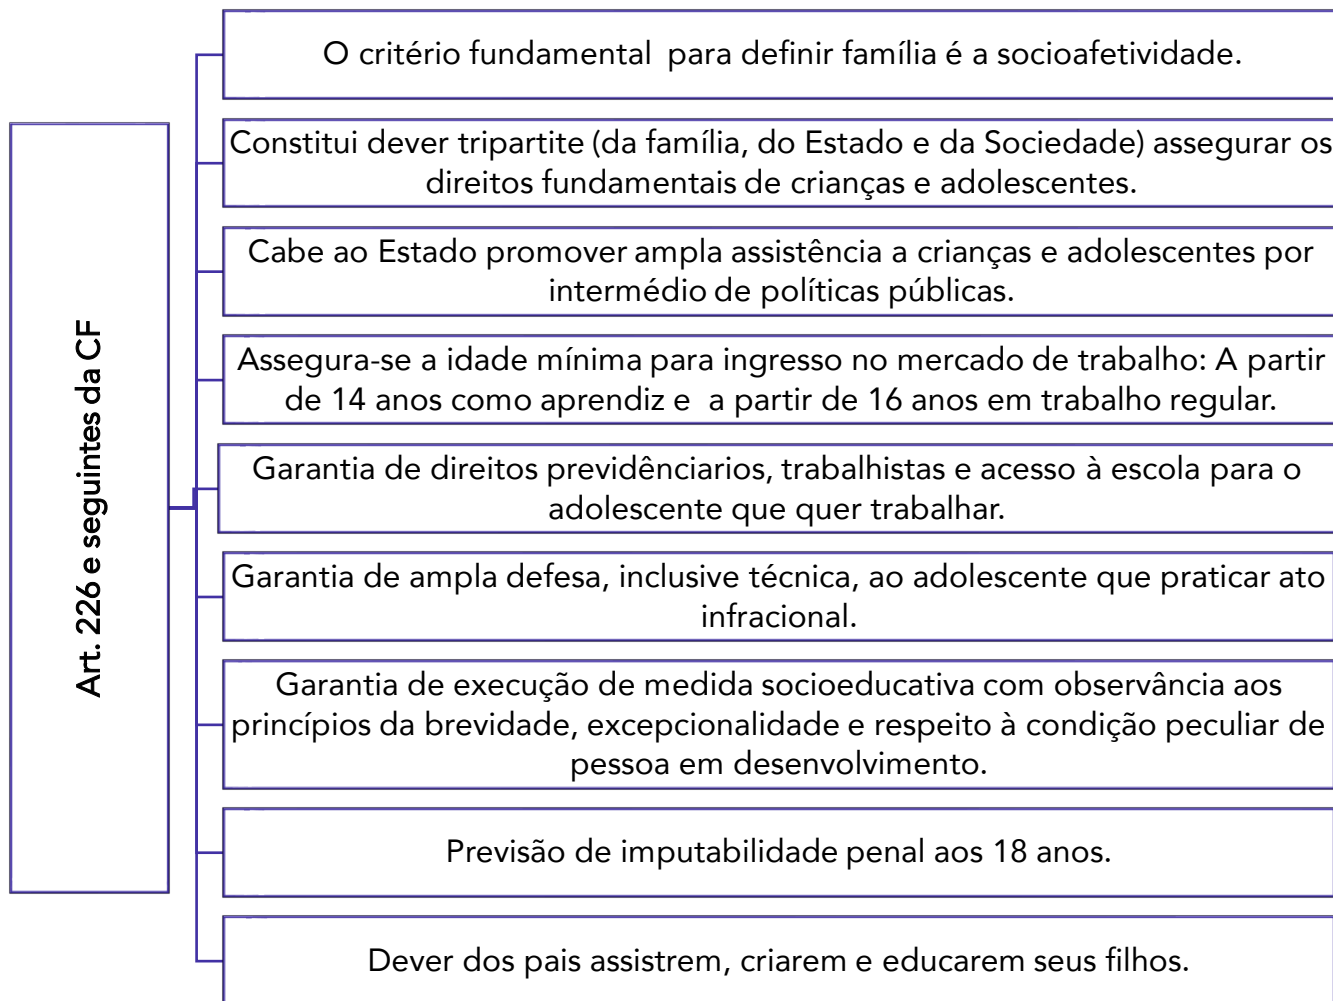 Art. 226 e seguintes da CF
O critério fundamental para definir família é a socioafetividade.
Constitui dever tripartite (da família, do Estado e da Sociedade) assegurar os
direitos fundamentais de crianças e adolescentes.
Cabe ao Estado promover ampla assistência a crianças e adolescentes por
intermédio de políticas públicas.
Assegura-se a idade mínima para ingresso no mercado de trabalho: A partir
de 14 anos como aprendiz e a partir de 16 anos em trabalho regular.
Garantia de direitos previdênciarios, trabalhistas e acesso à escola para o
adolescente que quer trabalhar.
Garantia de ampla defesa, inclusive técnica, ao adolescente que praticar ato
infracional.
Garantia de execução de medida socioeducativa com observância aos
princípios da brevidade, excepcionalidade e respeito à condição peculiar de
pessoa em desenvolvimento.
Previsão de imputabilidade penal aos 18 anos.
Dever dos pais assistrem, criarem e educarem seus filhos.